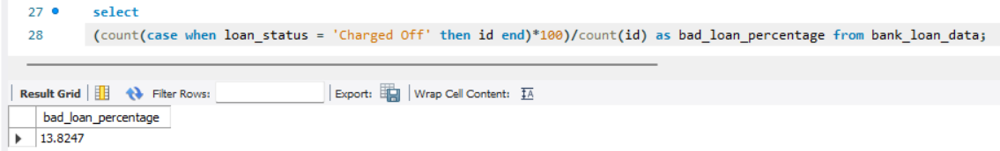 27 select
28 (count(case when loan_status = 'Charged Off' then id end)*100)/count(id) as bad_loan_percentage from bank_loan_data;
Result Grid Filter Rows: Export: Wrap Cell Content: IA
bad_loan_percentage
13.8247